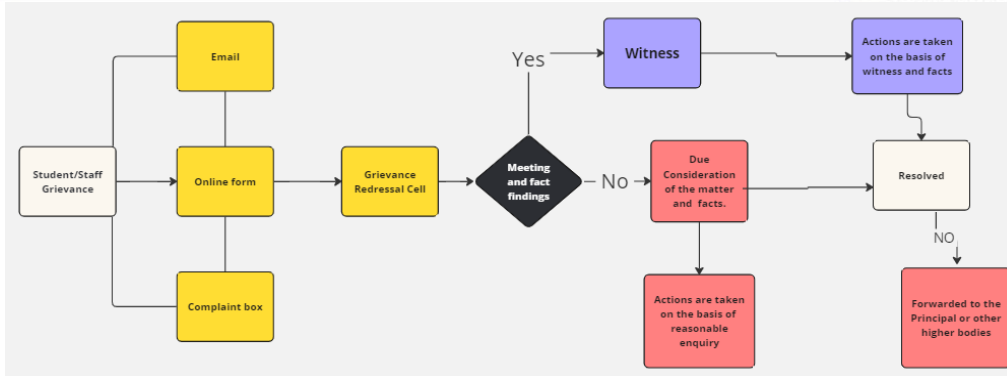 Email
Yes
Witness
Actions are taken
on the basis of
witness and facts
Student/Staff
Grievance
Online form
Grievance
Redressal Cell
Meeting
and fact
findings
No
Due
Consideration
of the matter
and facts.
Resolved
NO
Complaint box
Actions are taken
on the basis of
reasonable
enquiry
Forwarded to the
Principal or other
higher bodies